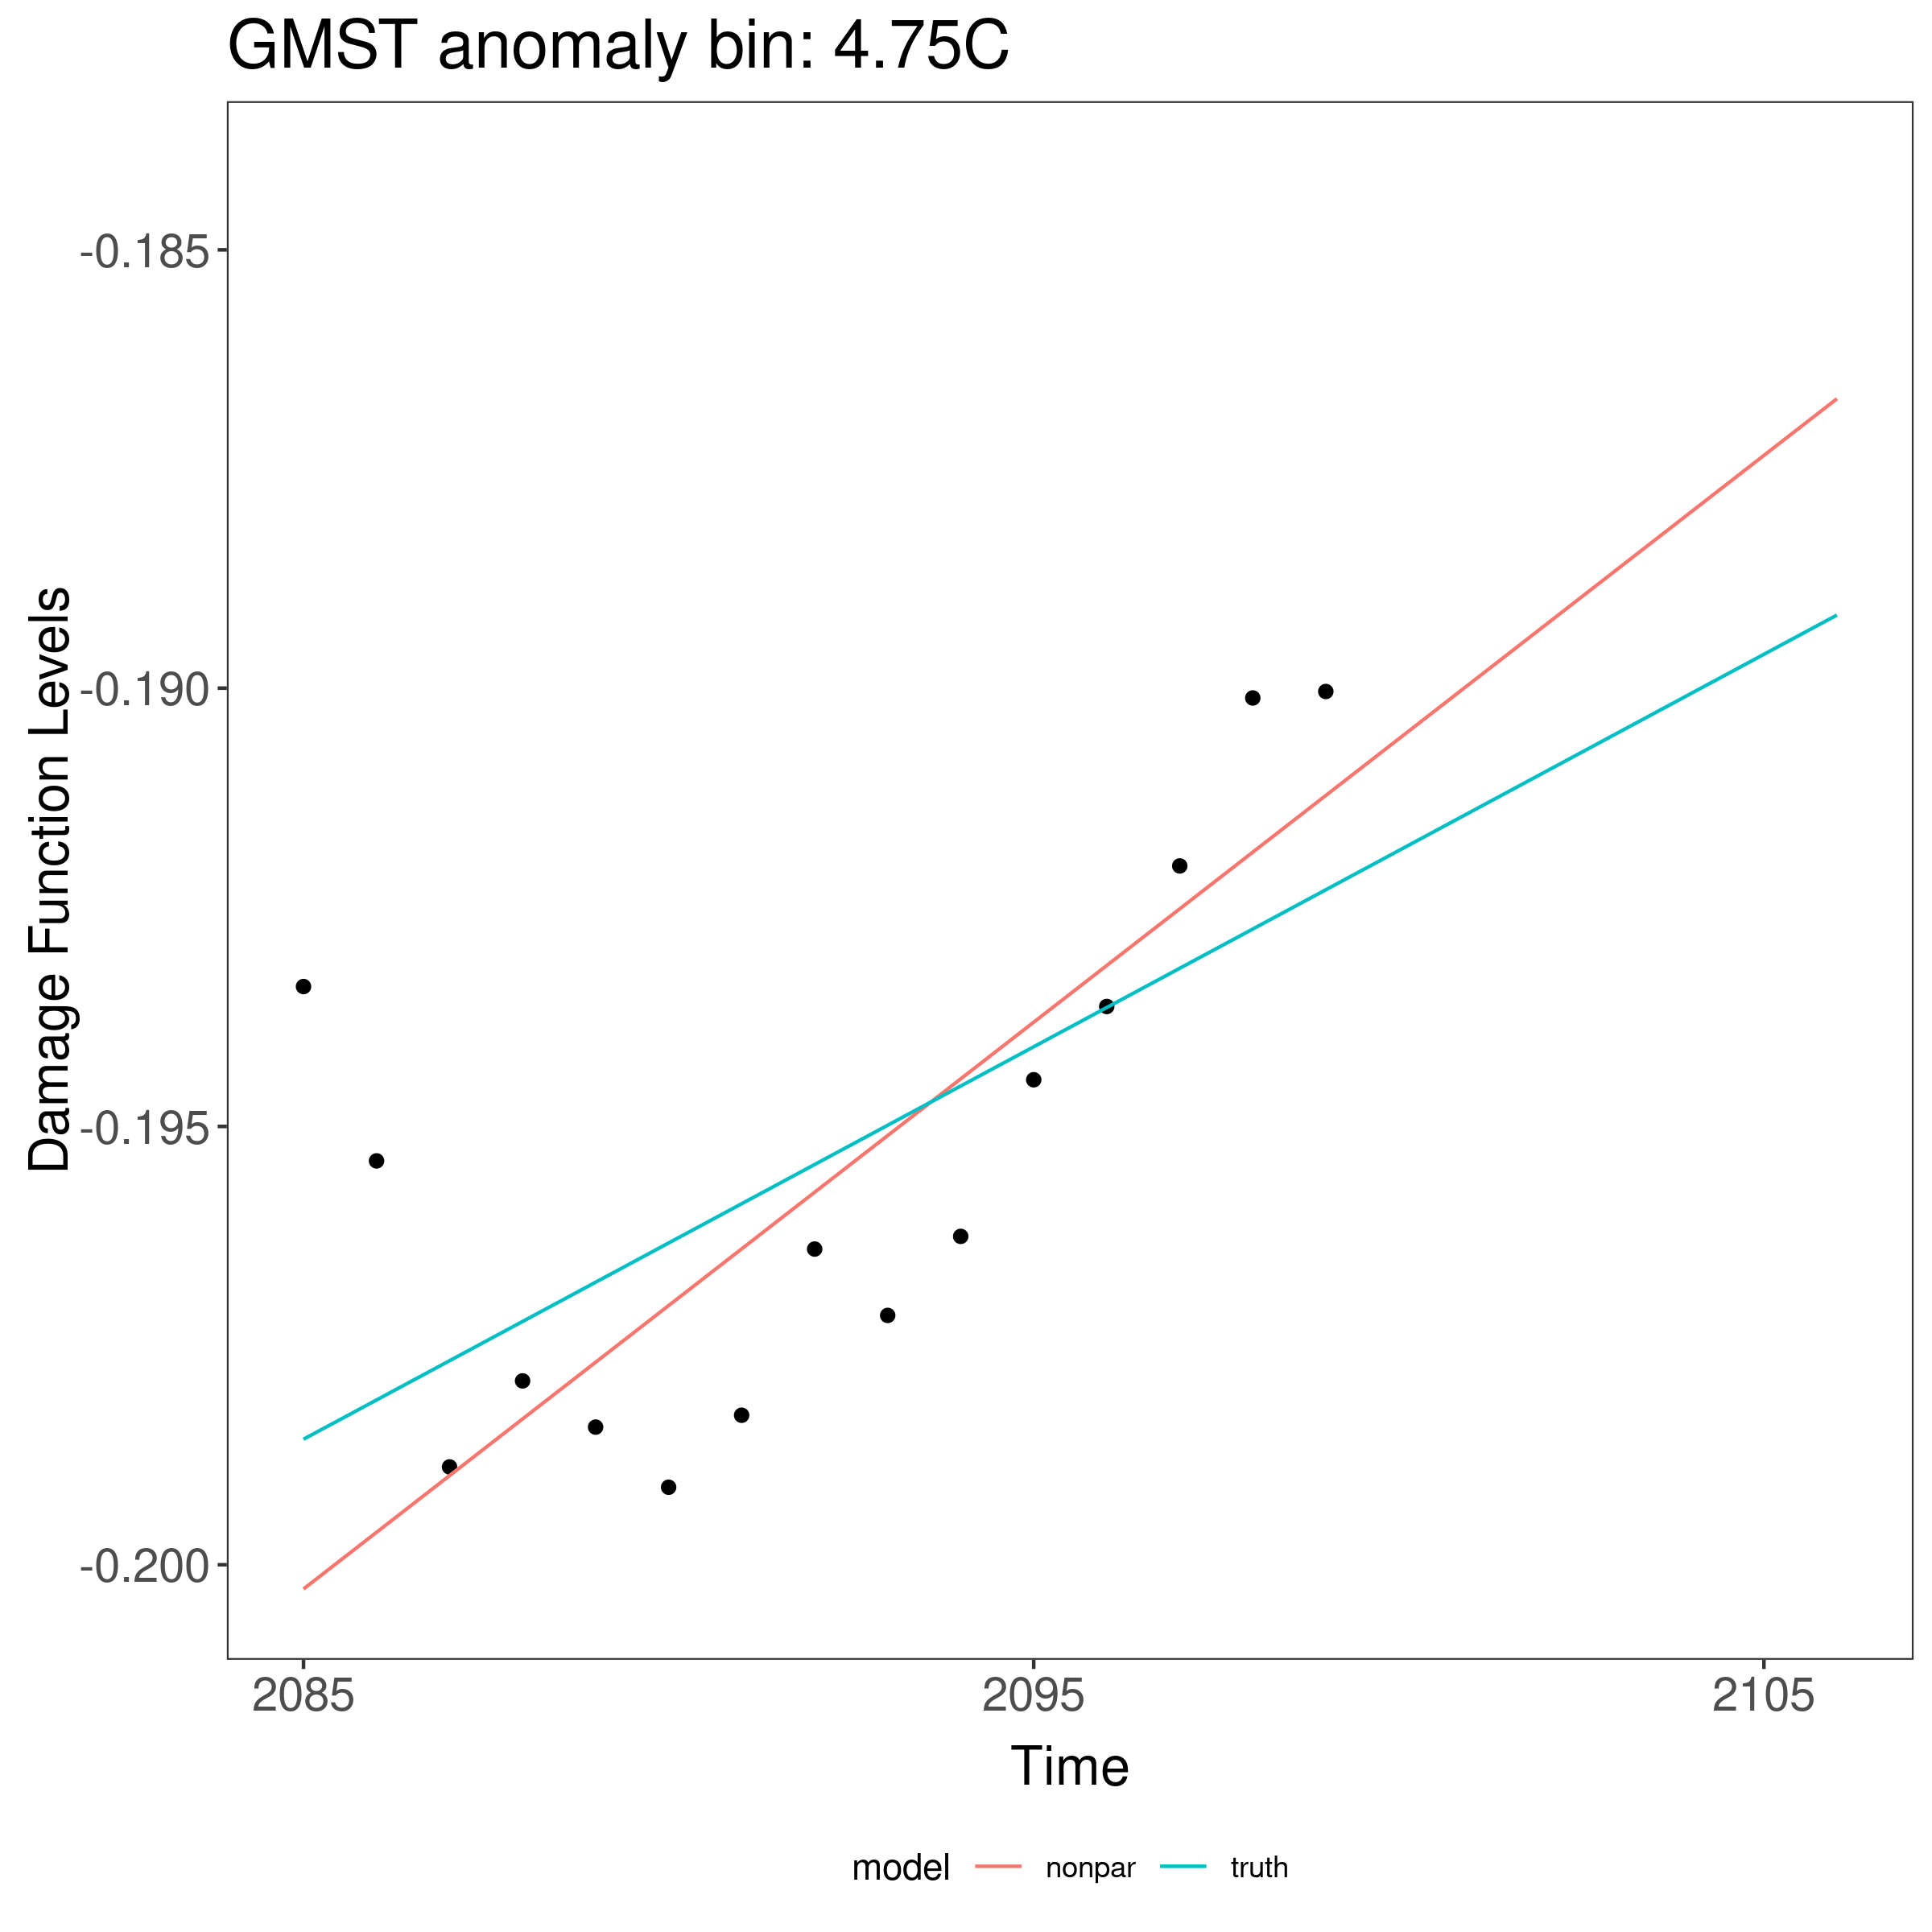 GMST anomaly bin: 4.75C
Damage Function Levels
-0.185
-0.190
-0.195
-0.200
2085 2095 2105
Time
model nonpar truth